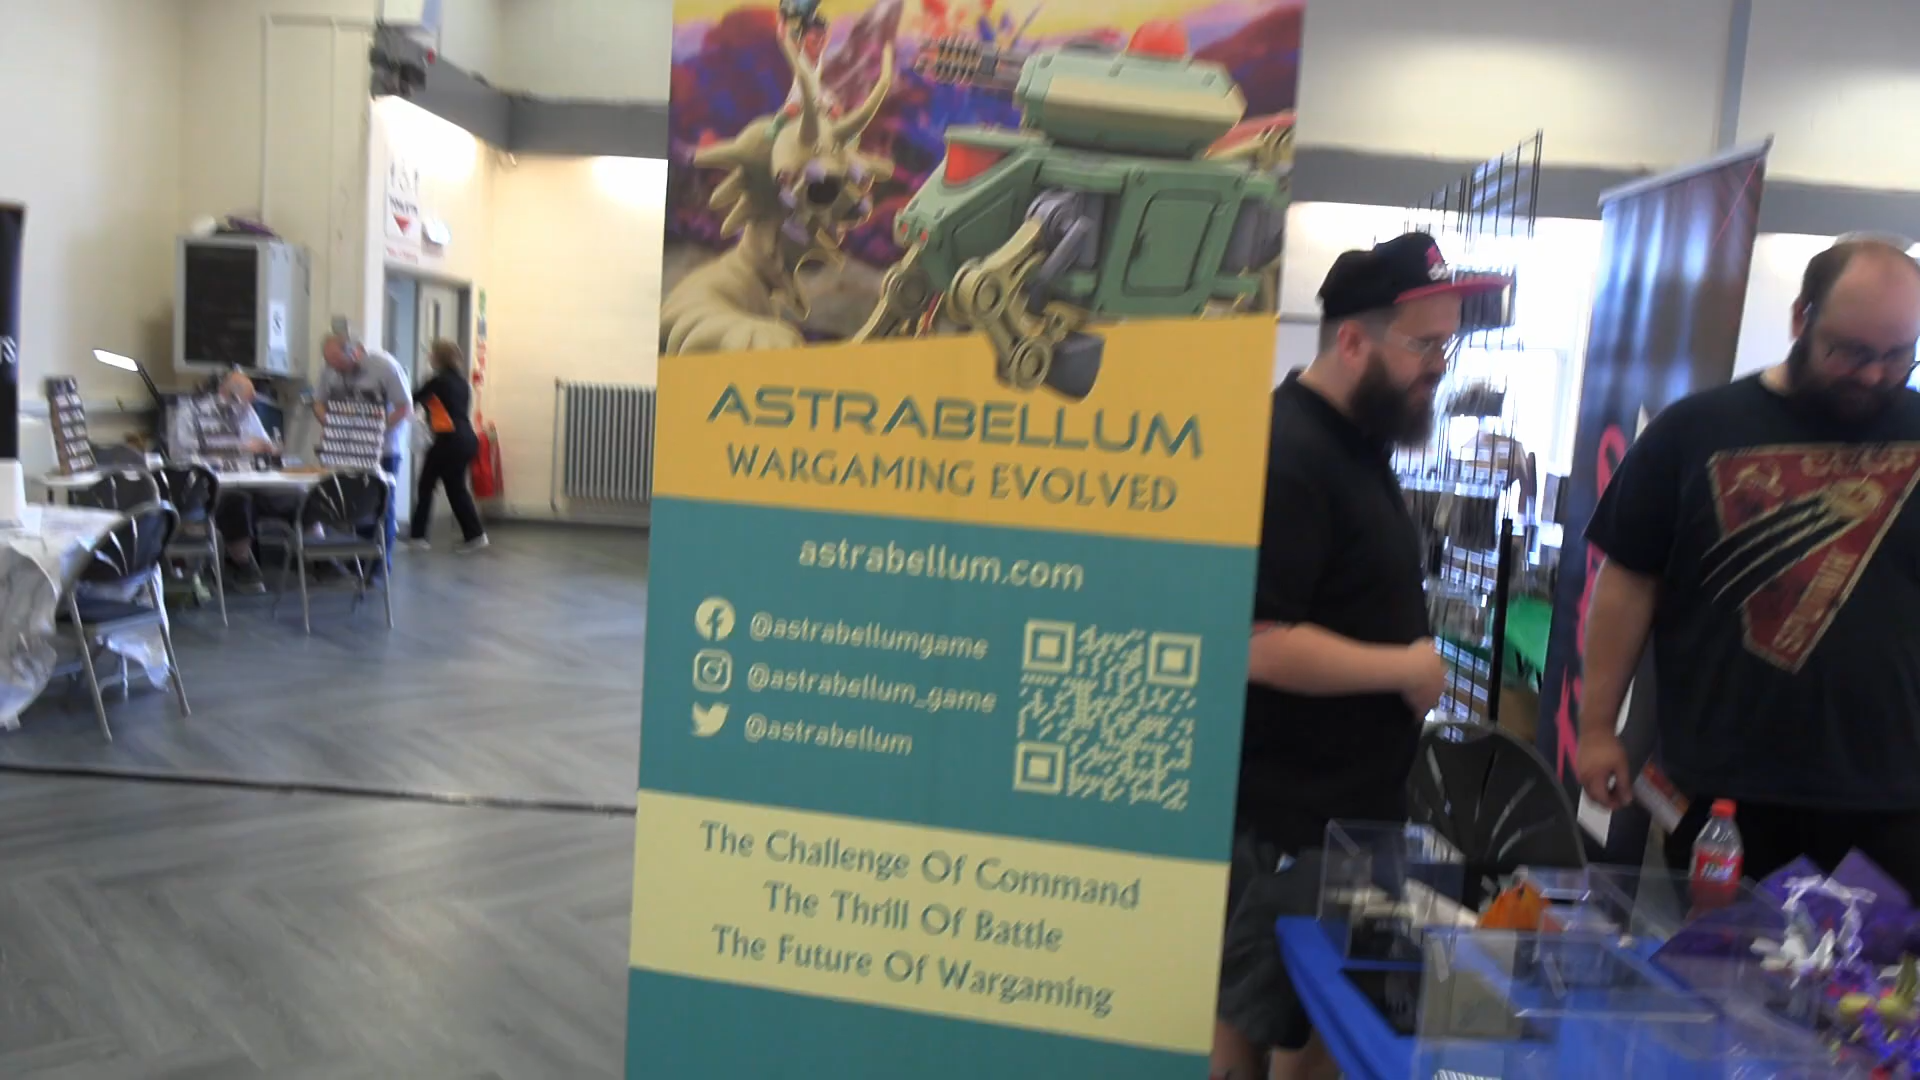 ASTRABELLUM
WARGAMING EVOLVED
astrabellum.com
@astrabellumgame
@astrabellum_game
@astrabellum
The Challenge Of Command
The Thrill Of Battle
The Future Of Wargaming